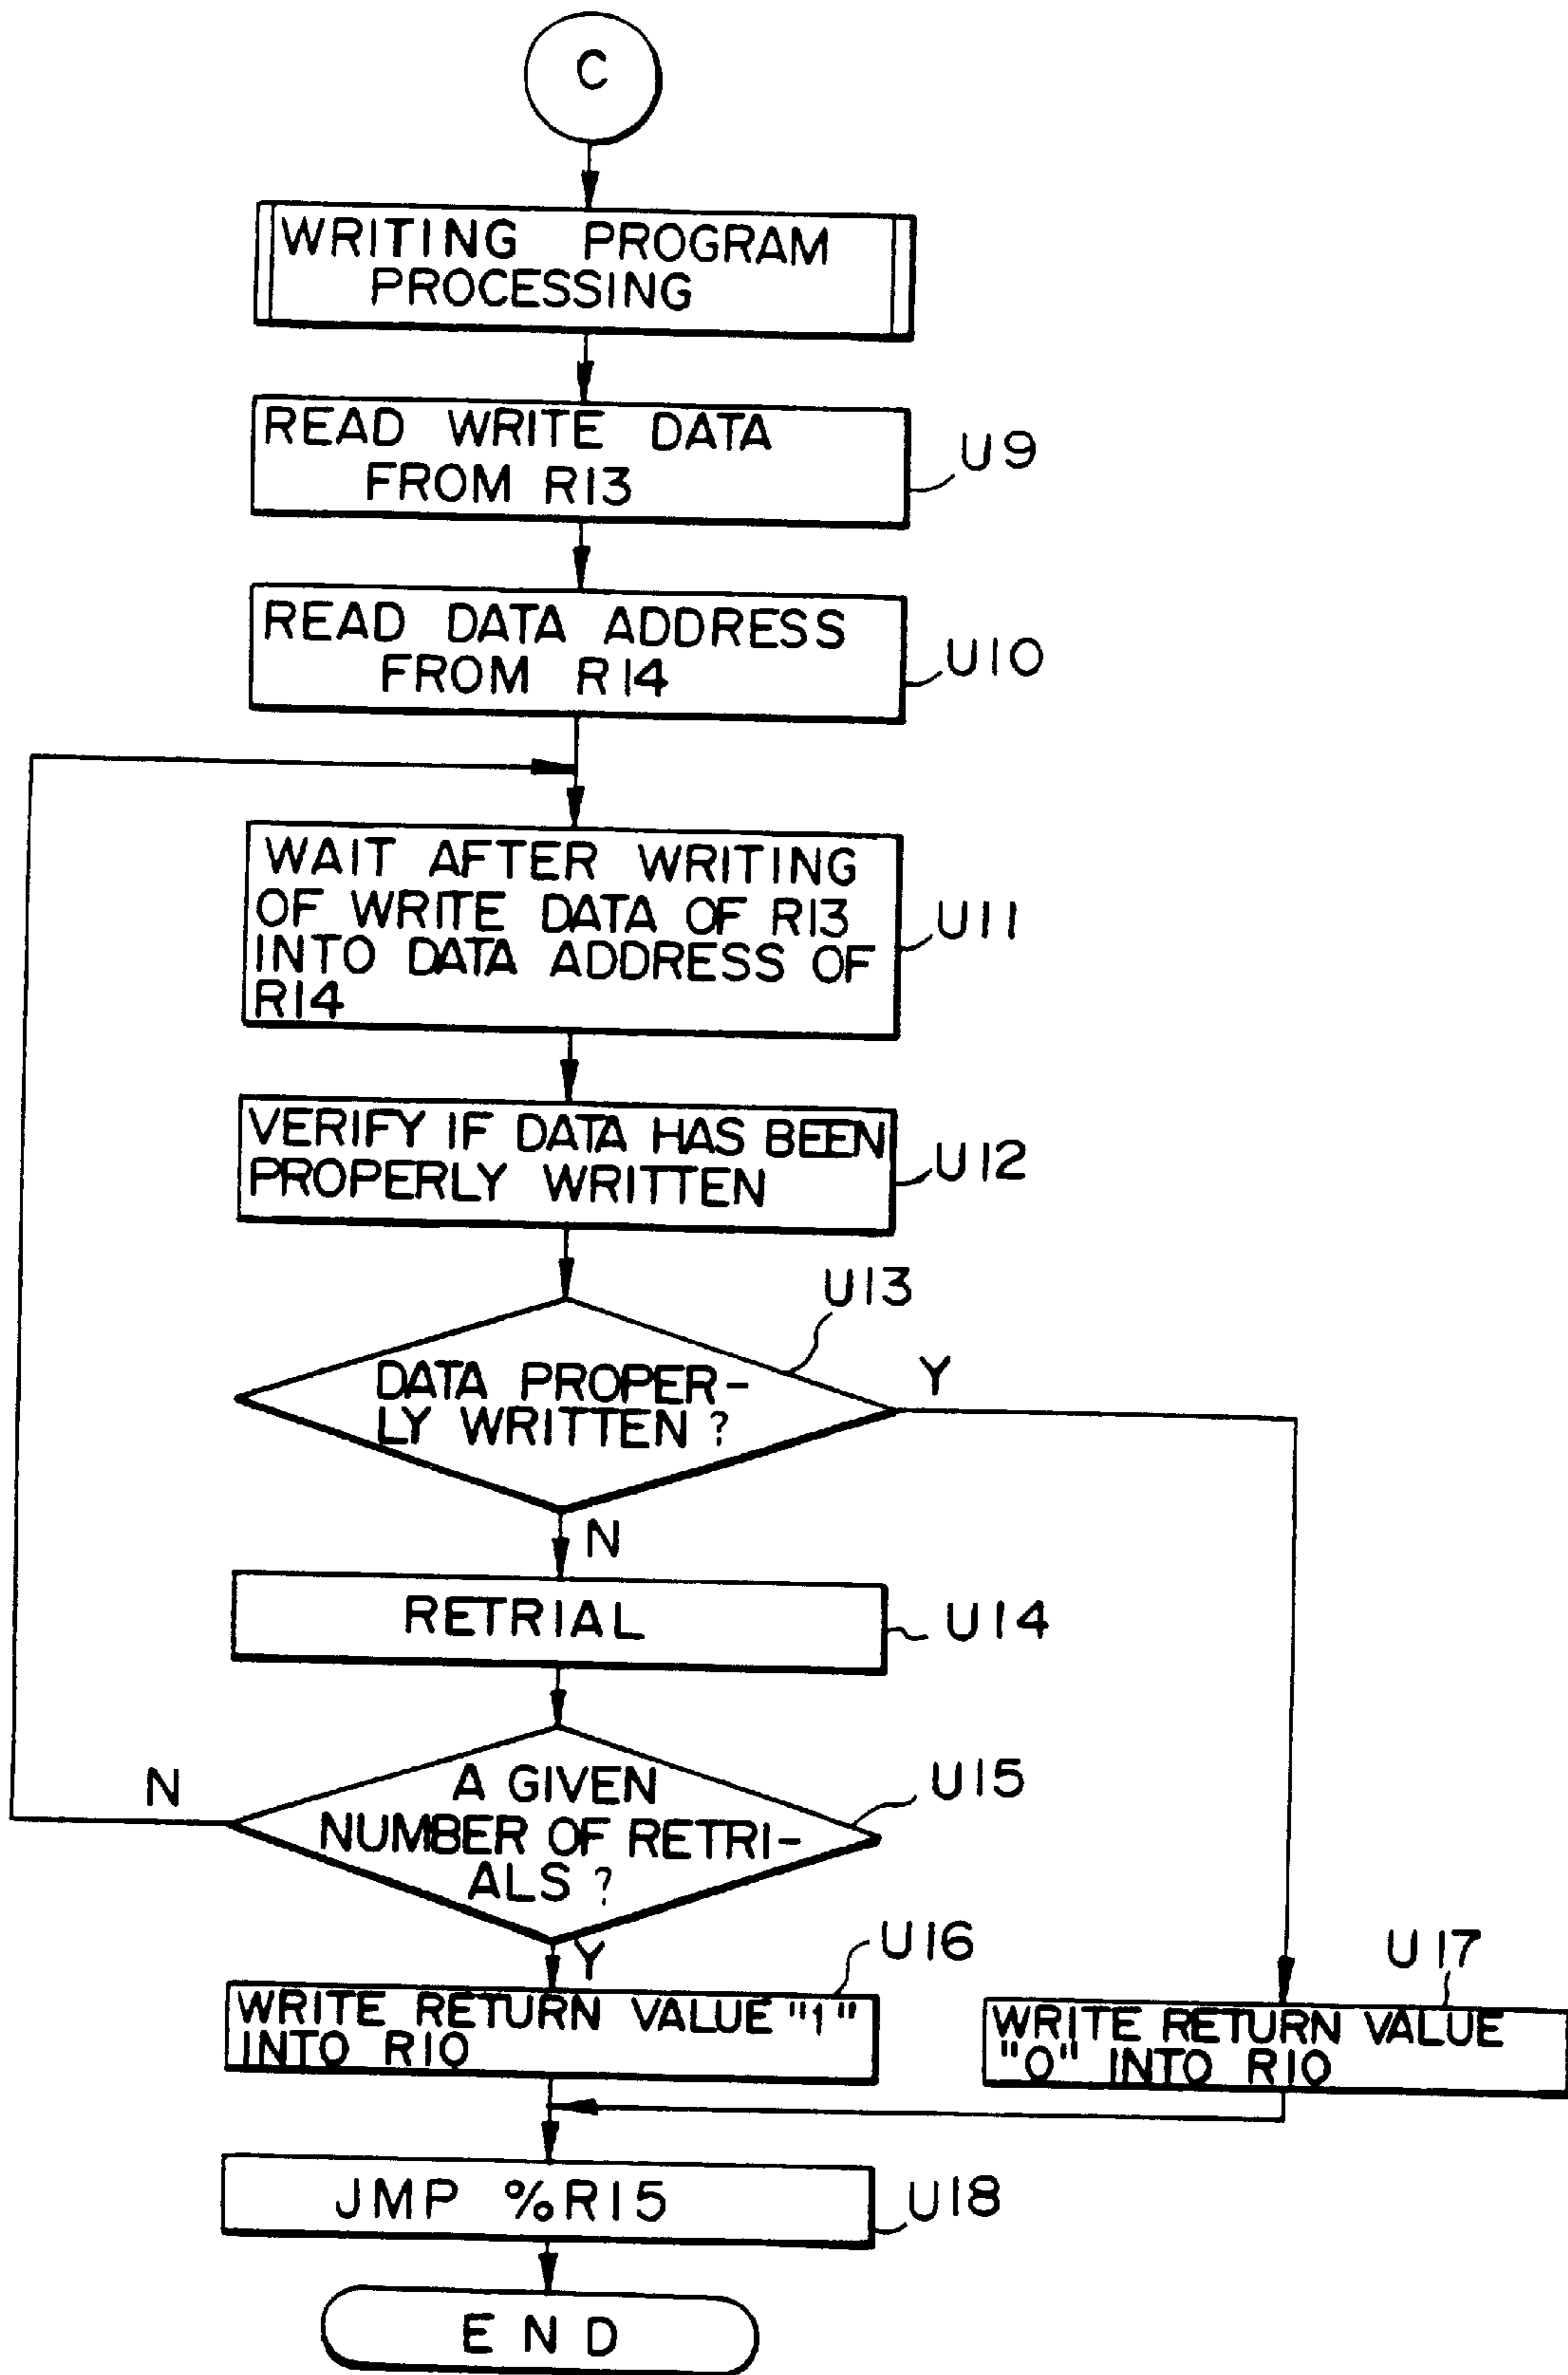 C
WRITING PROGRAM
PROCESSING
READ WRITE DATA
FROM R13
U9
READ DATA ADDRESS
FROM R14
U10
WAIT AFTER WRITING
OF WRITE DATA OF R13
INTO DATA ADDRESS OF
R14
U11
VERIFY IF DATA HAS BEEN
PROPERLY WRITTEN
U12
U13
DATA PROPER-
LY WRITTEN ?
Y
N
RETRIAL
U14
N
A GIVEN
NUMBER OF RETRI-
ALS ?
U15
Y
U16
U17
WRITE RETURN VALUE "1"
INTO R10
WRITE RETURN VALUE
"0" INTO R10
JMP %R15
U18
END